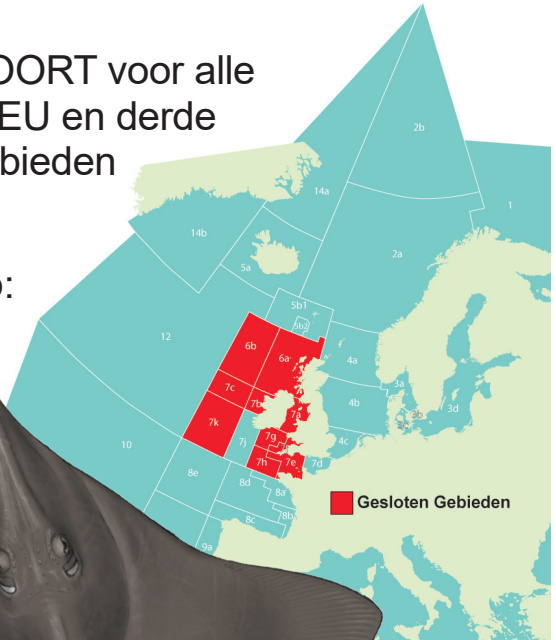 OORT voor alle
EU en derde
bieden
:
2b
1
14a
14b
2a
5a
5b1
5b2
12
6b
6a
4a
7c
7b
7a
3a
3b
3d
4b
7k
7j
7g
4c
10
7h
7e
7d
8e
8d
8a
8b
8c
9a
Gesloten Gebieden